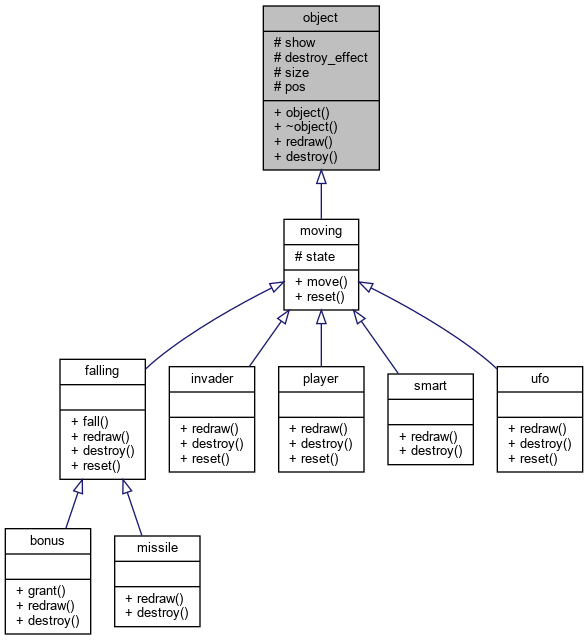 object
# show
# destroy_effect
# size
# pos
+ object()
+ ~object()
+ redraw()
+ destroy()
moving
# state
+ move()
+ reset()
falling
+ fall()
+ redraw()
+ destroy()
+ reset()
invader
+ redraw()
+ destroy()
+ reset()
player
+ redraw()
+ destroy()
+ reset()
smart
+ redraw()
+ destroy()
ufo
+ redraw()
+ destroy()
+ reset()
bonus
+ grant()
+ redraw()
+ destroy()
missile
+ redraw()
+ destroy()